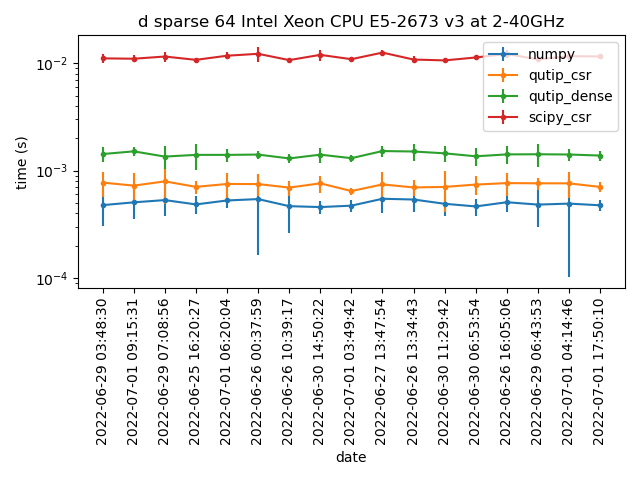 d sparse 64 Intel Xeon CPU E5-2673 v3 at 2-40GHz
numpy
qutip_csr
qutip_dense
scipy_csr
time (s)
10⁻²
10⁻³
10⁻⁴
2022-06-29 03:48:30
2022-07-01 09:15:31
2022-06-29 07:08:56
2022-06-25 16:20:27
2022-07-01 06:20:04
2022-06-26 00:37:59
2022-06-26 10:39:17
2022-06-30 14:50:22
2022-07-01 03:49:42
2022-06-27 13:47:54
2022-06-26 13:34:43
2022-06-30 11:29:42
2022-06-30 06:53:54
2022-06-26 16:05:06
2022-06-29 06:43:53
2022-07-01 04:14:46
2022-07-01 17:50:10
date